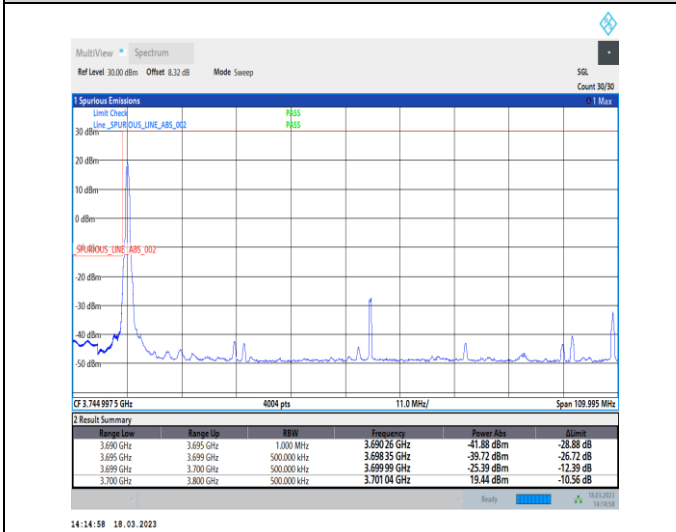 MultiView Spectrum
Ref Level 30.00 dBm Offset 8.32 dB Mode Sweep SGL
Count 30/30
1 Spurious Emissions 1 Max
Limit Check PASS
Line _SPURIOUS_LINE_ABS_002 PASS
30 dBm
20 dBm
10 dBm
0 dBm
_SPURIOUS_LINE_ABS_002
-20 dBm
-30 dBm
-40 dBm
-50 dBm
CF 3.744 997 5 GHz 4004 pts 11.0 MHz/ Span 109.995 MHz
2 Result Summary
Range Low Range Up RBW Frequency Power Abs ΔLimit
3.690 GHz 3.695 GHz 1.000 MHz 3.690 26 GHz -41.88 dBm -28.88 dB
3.695 GHz 3.699 GHz 500.000 kHz 3.698 35 GHz -39.72 dBm -26.72 dB
3.699 GHz 3.700 GHz 500.000 kHz 3.699 99 GHz -25.39 dBm -12.39 dB
3.700 GHz 3.800 GHz 500.000 kHz 3.701 04 GHz 19.44 dBm -10.56 dB
Ready 18.03.2023
14:14:58
14:14:58 18.03.2023